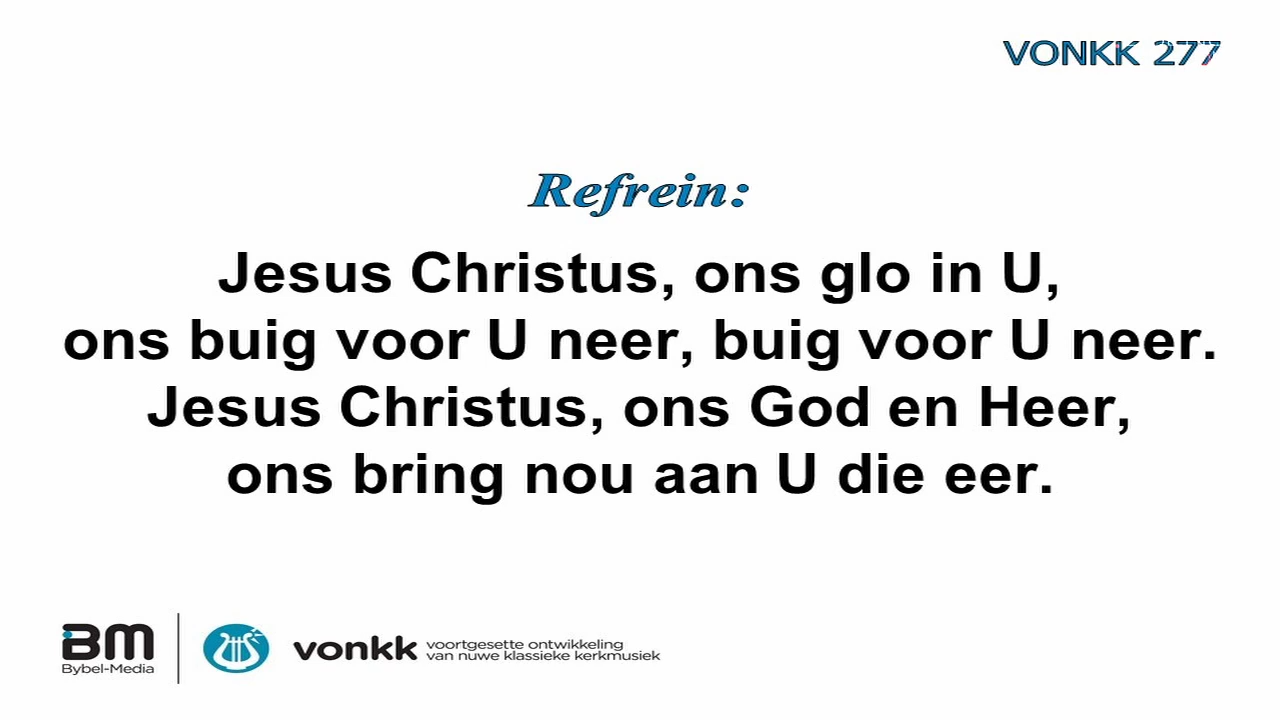 VONKK 277
Refrein:
Jesus Christus, ons glo in U,
ons buig voor U neer, buig voor U neer.
Jesus Christus, ons God en Heer,
ons bring nou aan U die eer.
BM
Bybel-Media
vonkk
voortgesette ontwikkeling
van nuwe klassieke kerkmusiek